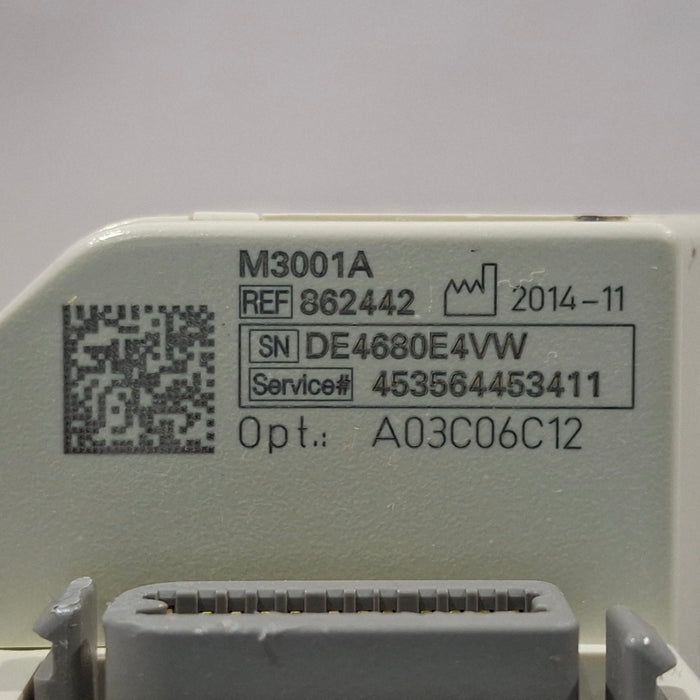 M3001A
REF 862442 2014-11
SN DE4680E4VW
Service# 453564453411
Opt.: A03C06C12